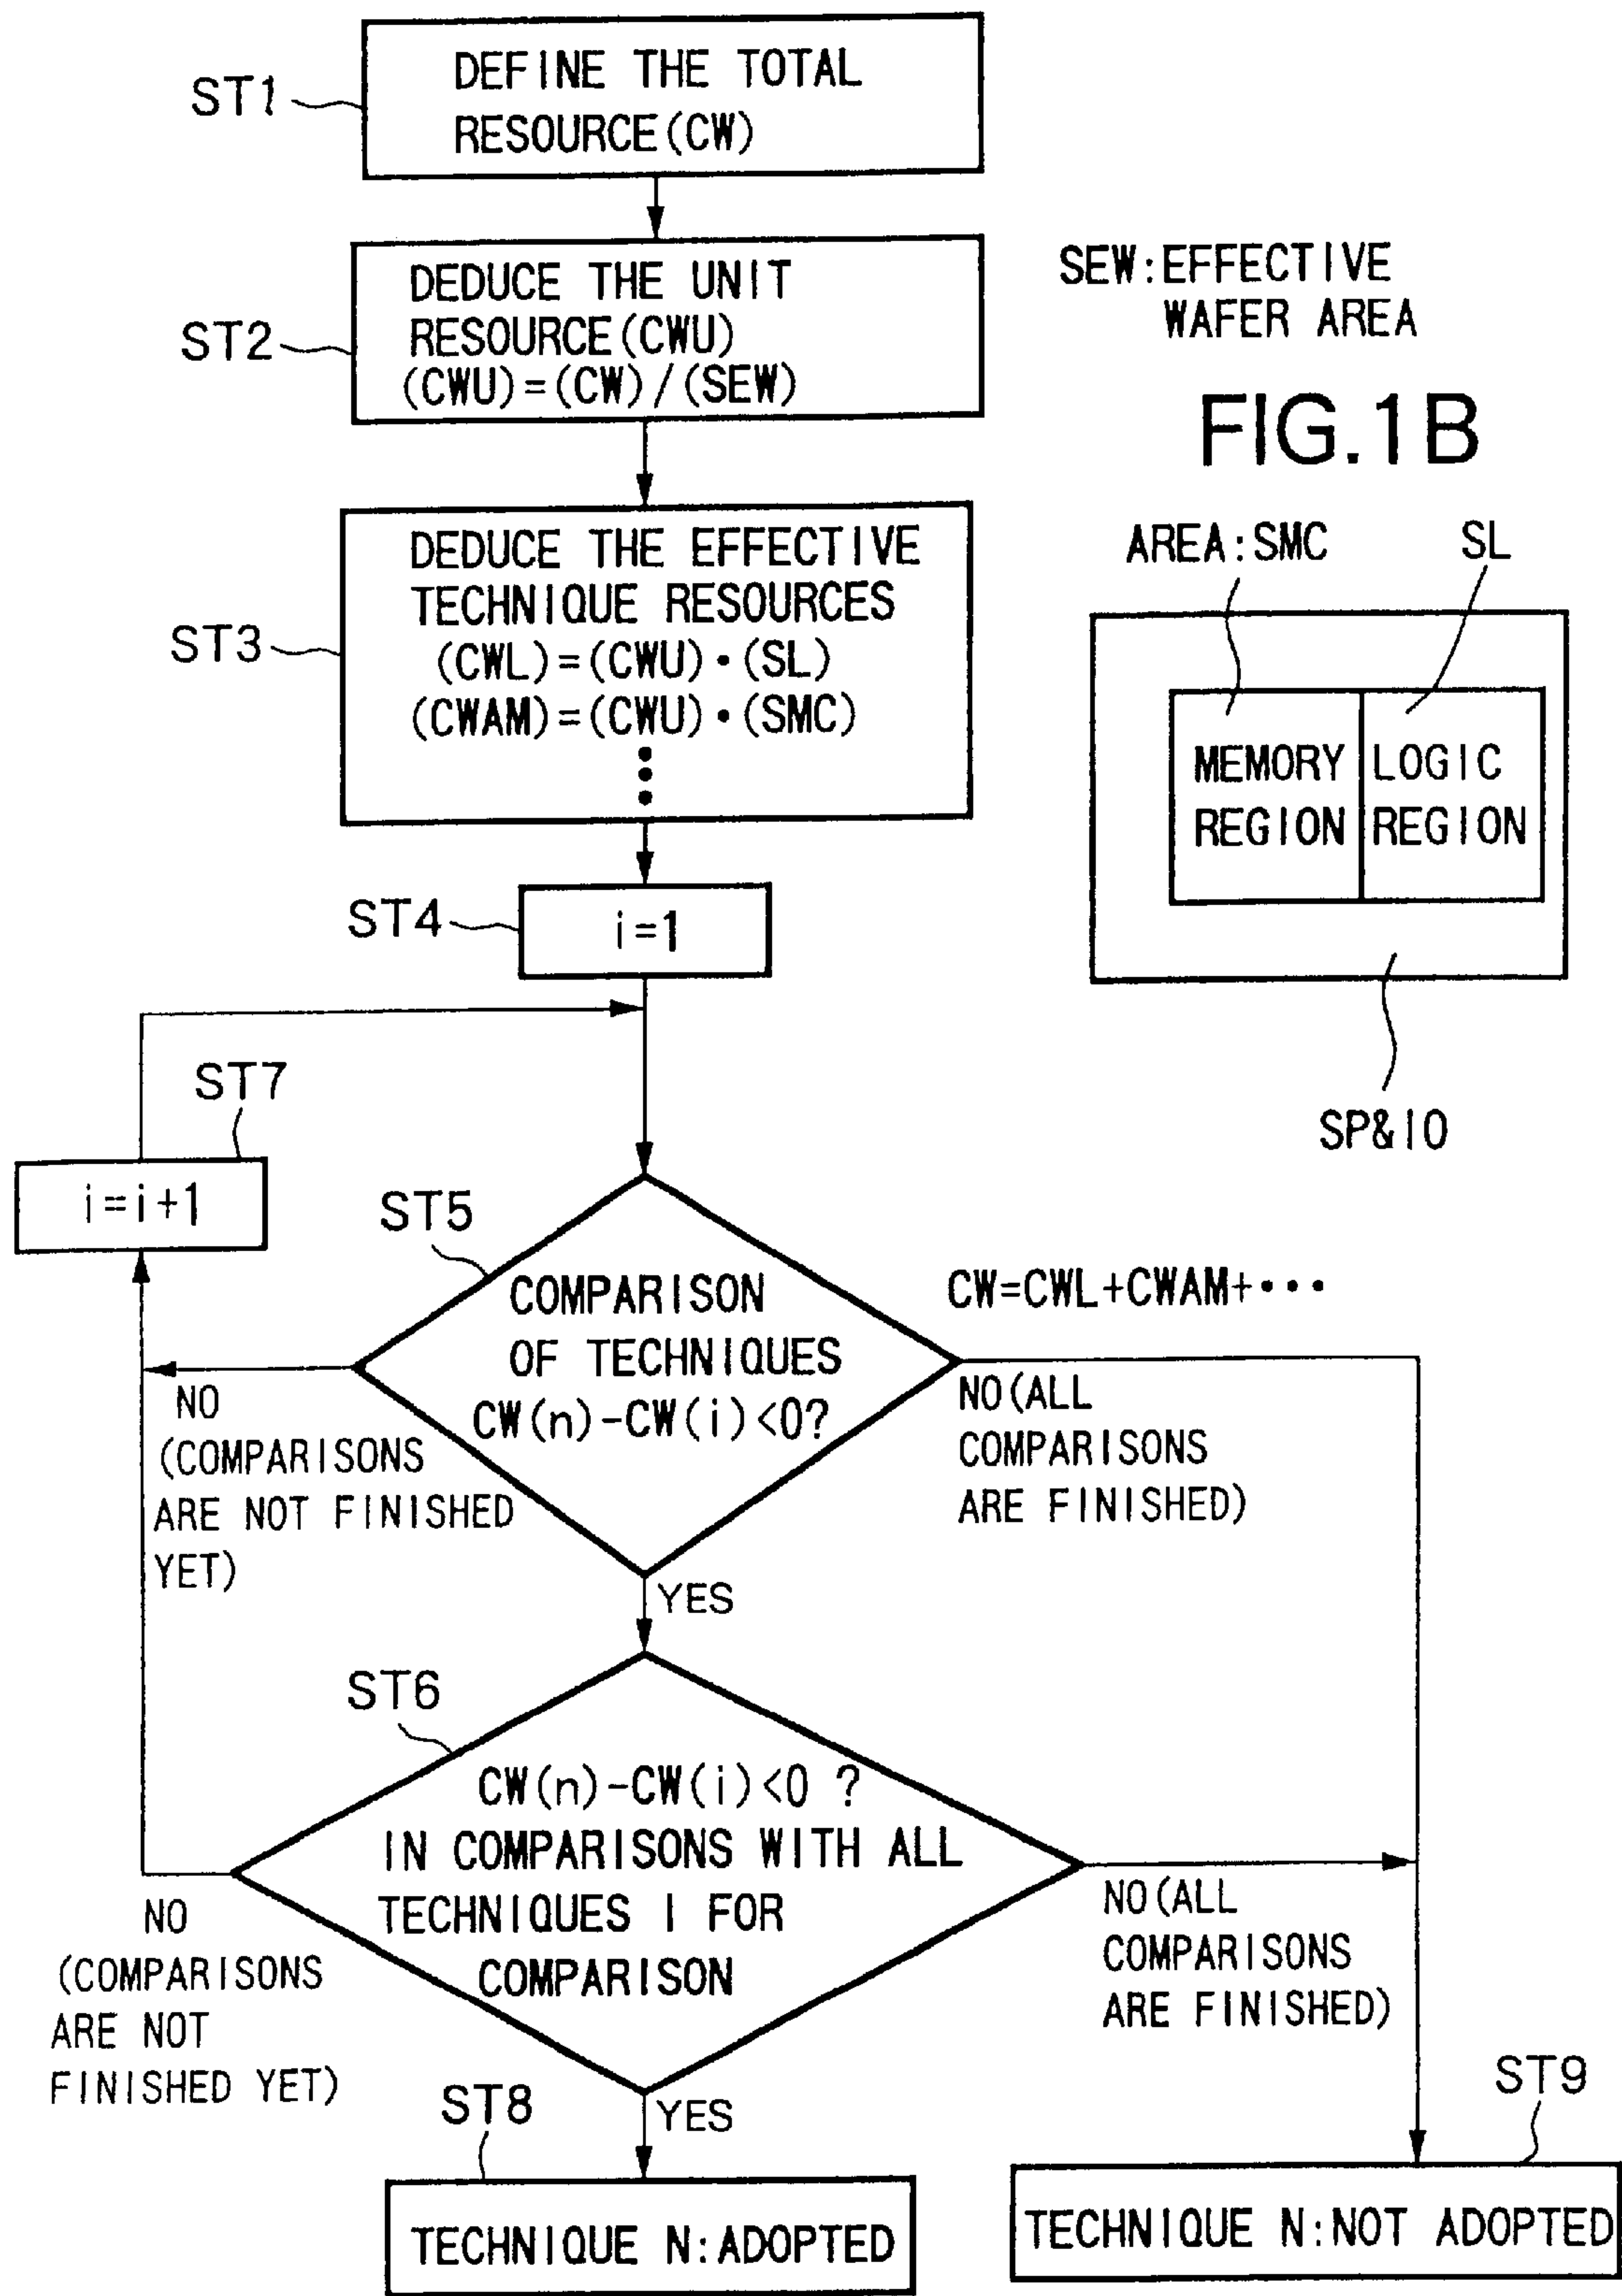 ST1
DEFINE THE TOTAL
RESOURCE(CW)
ST2
DEDUCE THE UNIT
RESOURCE(CWU)
(CWU)=(CW)/(SEW)
SEW:EFFECTIVE
WAFER AREA
FIG.1B
ST3
DEDUCE THE EFFECTIVE
TECHNIQUE RESOURCES
(CWL)=(CWU)•(SL)
(CWAM)=(CWU)•(SMC)
AREA:SMC
SL
MEMORY
REGION
LOGIC
REGION
SP&IO
ST4
i=1
ST7
i=i+1
ST5
COMPARISON
OF TECHNIQUES
CW(n)-CW(i)<0?
CW=CWL+CWAM+•••
NO
(COMPARISONS
ARE NOT FINISHED
YET)
NO(ALL
COMPARISONS
ARE FINISHED)
YES
ST6
CW(n)-CW(i)<0 ?
IN COMPARISONS WITH ALL
TECHNIQUES I FOR
COMPARISON
NO
(COMPARISONS
ARE NOT
FINISHED YET)
NO(ALL
COMPARISONS
ARE FINISHED)
YES
ST8
TECHNIQUE N:ADOPTED
ST9
TECHNIQUE N:NOT ADOPTED